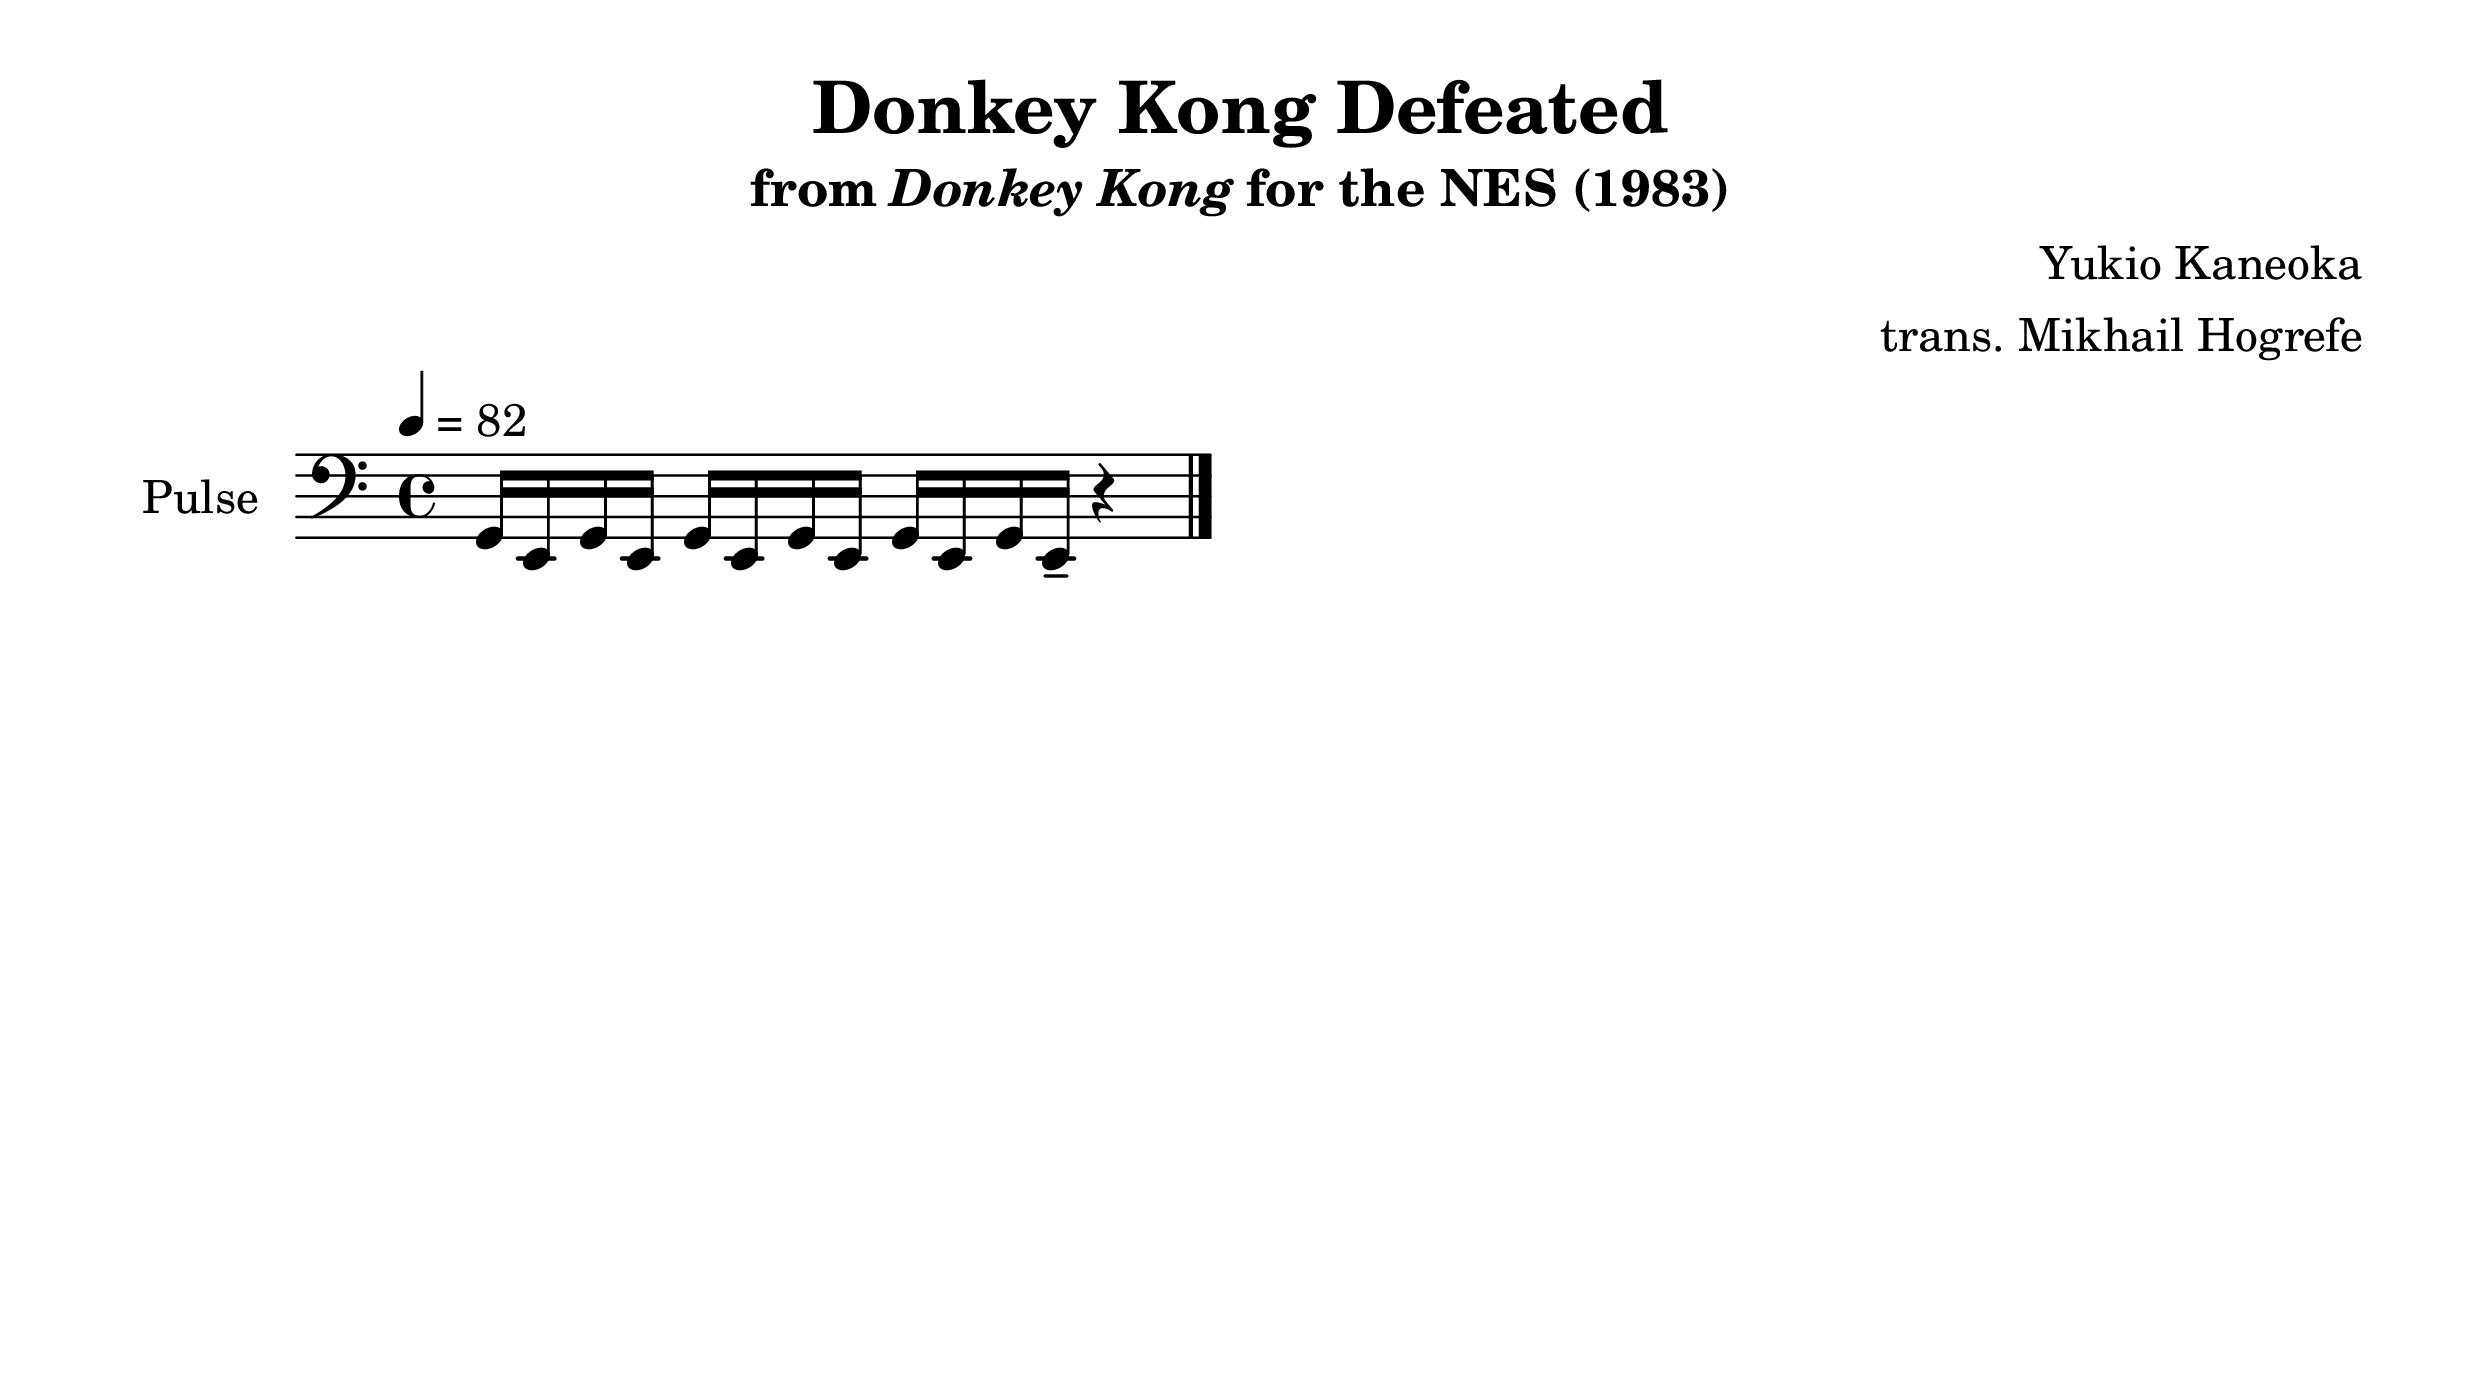 Donkey Kong Defeated
from Donkey Kong for the NES (1983)
Yukio Kaneoka
trans. Mikhail Hogrefe
= 82
Pulse